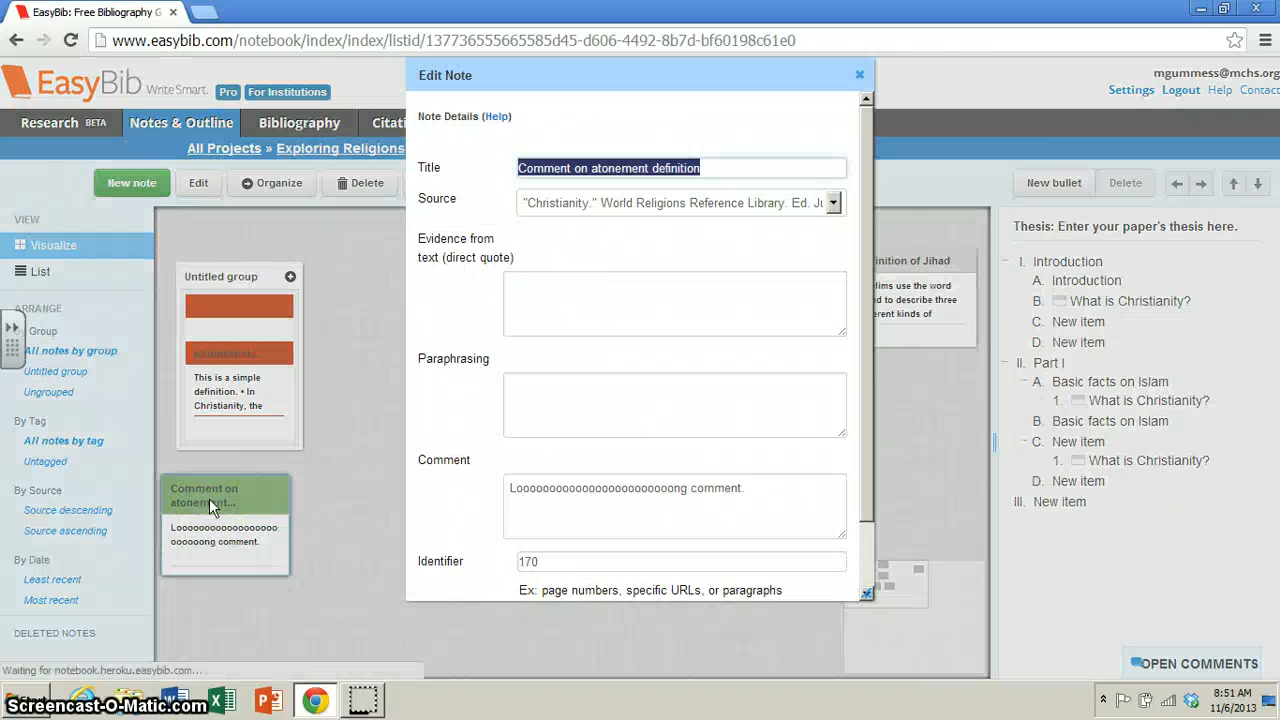 EasyBib: Free Bibliography G
www.easybib.com/notebook/index/index/listid/137736555665585d45-d606-4492-8b7d-bf60198c61e0
EasyBib Write Smart. Pro For Institutions
mgummess@mchs.org
Settings Logout Help Contact
Research BETA Notes & Outline Bibliography Citati
All Projects » Exploring Religions
New note Edit Organize Delete
New bullet Delete
VIEW
Visualize
List
ARRANGE
Group
All notes by group
Untitled group
Ungrouped
By Tag
All notes by tag
Untagged
By Source
Source descending
Source ascending
By Date
Least recent
Most recent
DELETED NOTES
Untitled group
atonement...
This is a simple
definition. • In
Christianity, the
Comment on
atonement...
Looooooooooooooooo
oooooong comment.
Edit Note
Note Details (Help)
Title Comment on atonement definition
Source "Christianity." World Religions Reference Library. Ed. Ju
Evidence from
text (direct quote)
Paraphrasing
Comment
Looooooooooooooooooooooong comment.
Identifier 170
Ex: page numbers, specific URLs, or paragraphs
inition of Jihad
lims use the word
d to describe three
erent kinds of
Thesis: Enter your paper's thesis here.
I. Introduction
A. Introduction
B. What is Christianity?
C. New item
D. New item
II. Part I
A. Basic facts on Islam
1. What is Christianity?
B. Basic facts on Islam
C. New item
1. What is Christianity?
D. New item
III. New item
OPEN COMMENTS
Waiting for notebook.heroku.easybib.com...
Screencast-O-Matic.com
8:51 AM
11/6/2013